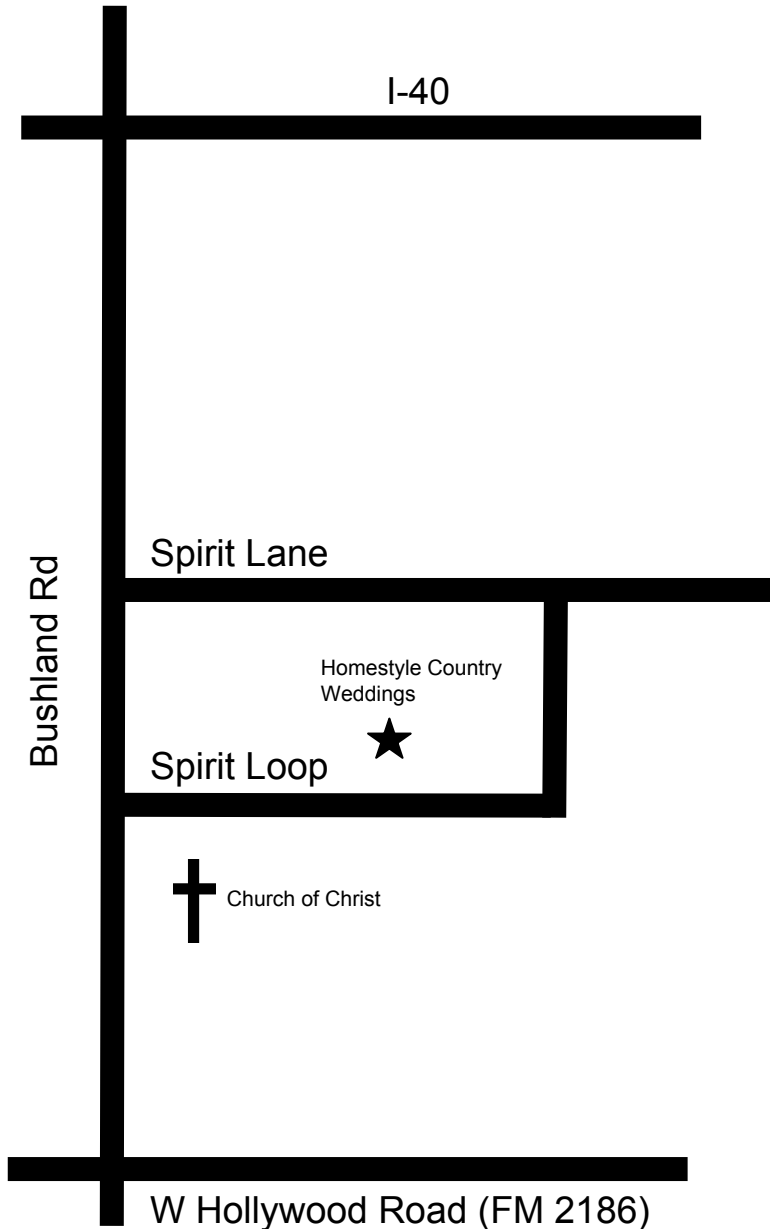 I-40
Spirit Lane
Bushland Rd
Homestyle Country
Weddings
Spirit Loop
Church of Christ
W Hollywood Road (FM 2186)